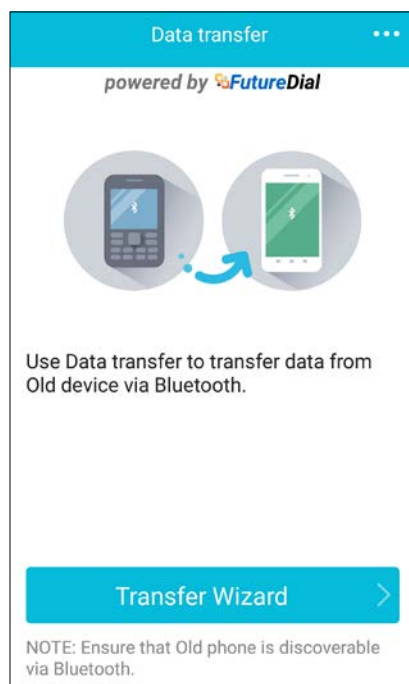 Data transfer
powered by FutureDial
Use Data transfer to transfer data from
Old device via Bluetooth.
Transfer Wizard
NOTE: Ensure that Old phone is discoverable
via Bluetooth.